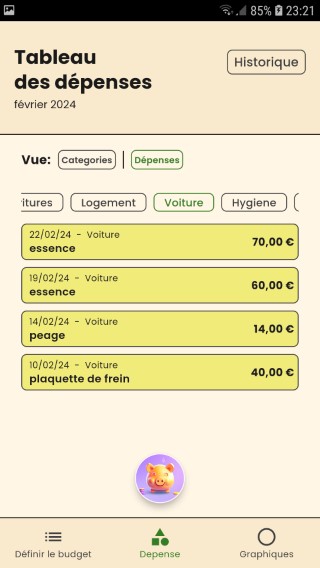 85% 23:21
Tableau
des dépenses
Historique
février 2024
Vue: Categories | Dépenses
itures Logement Voiture Hygiene
22/02/24 - Voiture
essence
70,00 €
19/02/24 - Voiture
essence
60,00 €
14/02/24 - Voiture
peage
14,00 €
10/02/24 - Voiture
plaquette de frein
40,00 €
Définir le budget Depense Graphiques